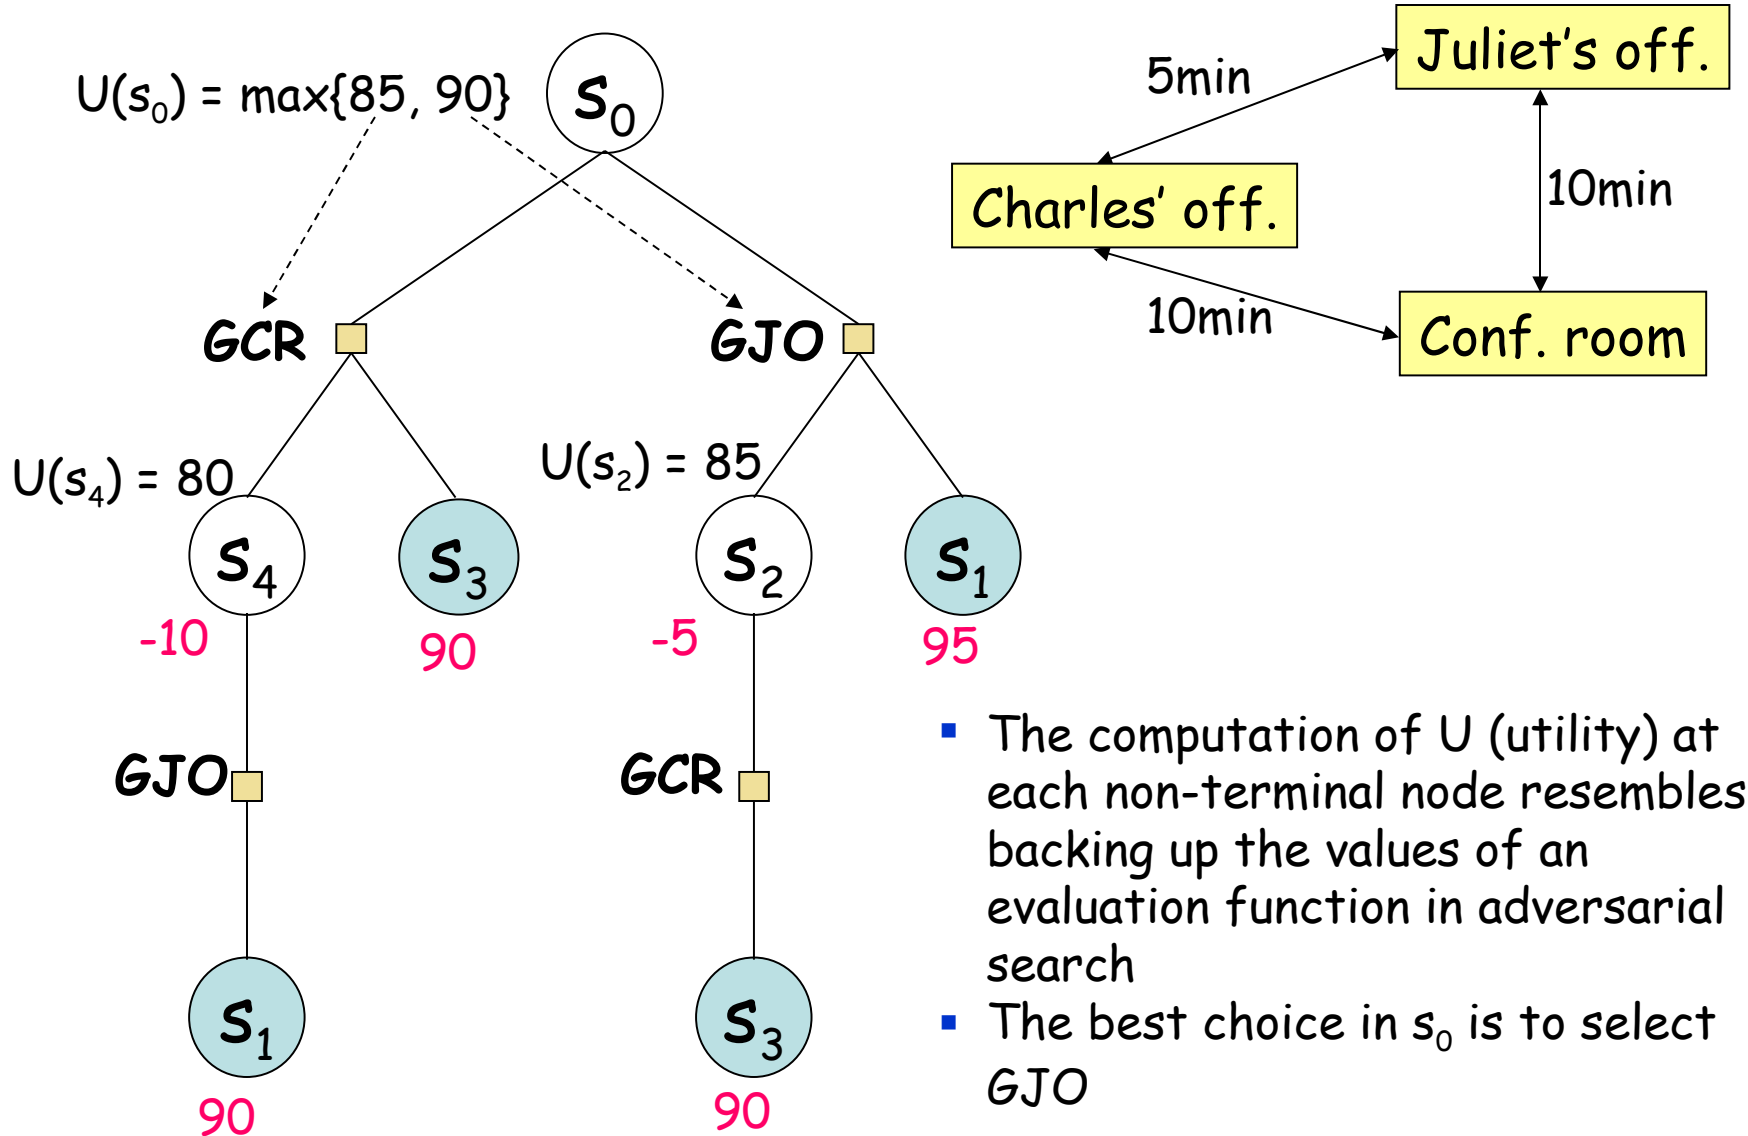 U(s₀) = max{85, 90}
s₀
Juliet's off.
5min
Charles' off.
10min
10min
Conf. room
GCR
GJO
U(s₄) = 80
U(s₂) = 85
s₄
s₃
s₂
s₁
-10
90
-5
95
GJO
GCR
s₁
s₃
90
90
▪ The computation of U (utility) at
each non-terminal node resembles
backing up the values of an
evaluation function in adversarial
search
▪ The best choice in s₀ is to select
GJO